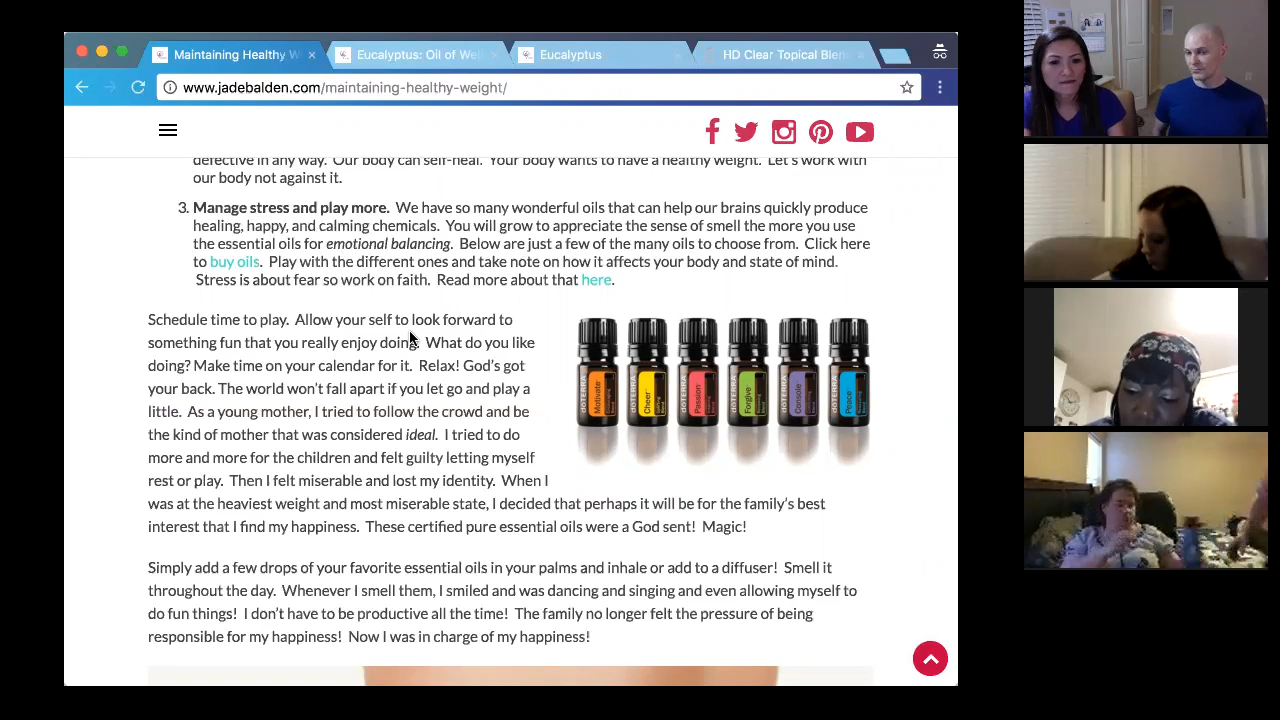 Maintaining Healthy W
Eucalyptus: Oil of We
Eucalyptus
HD Clear Topical Blem
www.jadebalden.com/maintaining-healthy-weight/
defective in any way. Our body can self-heal. Your body wants to have a healthy weight. Let's work with
our body not against it.
3. Manage stress and play more. We have so many wonderful oils that can help our brains quickly produce
healing, happy, and calming chemicals. You will grow to appreciate the sense of smell the more you use
the essential oils for emotional balancing. Below are just a few of the many oils to choose from. Click here
to buy oils. Play with the different ones and take note on how it affects your body and state of mind.
Stress is about fear so work on faith. Read more about that here.
Schedule time to play. Allow your self to look forward to
something fun that you really enjoy doing. What do you like
doing? Make time on your calendar for it. Relax! God's got
your back. The world won't fall apart if you let go and play a
little. As a young mother, I tried to follow the crowd and be
the kind of mother that was considered ideal. I tried to do
more and more for the children and felt guilty letting myself
rest or play. Then I felt miserable and lost my identity. When I
was at the heaviest weight and most miserable state, I decided that perhaps it will be for the family's best
interest that I find my happiness. These certified pure essential oils were a God sent! Magic!
dōTERRA Motivate
dōTERRA Cheer
dōTERRA Passion
dōTERRA Forgive
dōTERRA Console
dōTERRA Peace
Simply add a few drops of your favorite essential oils in your palms and inhale or add to a diffuser! Smell it
throughout the day. Whenever I smell them, I smiled and was dancing and singing and even allowing myself to
do fun things! I don't have to be productive all the time! The family no longer felt the pressure of being
responsible for my happiness! Now I was in charge of my happiness!